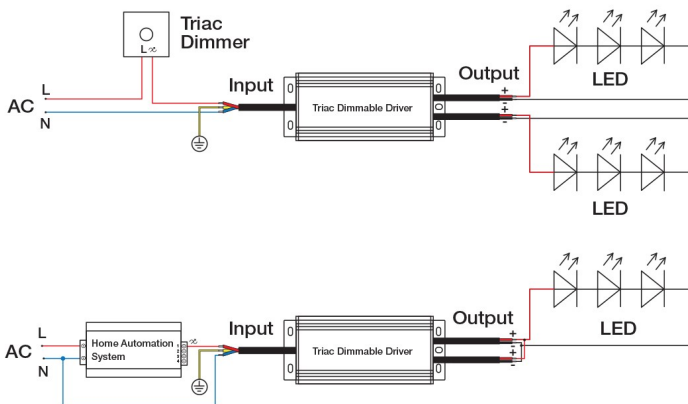 Triac
Dimmer
L
AC
L
N
Input
Triac Dimmable Driver
Output
+
-
+
-
LED
LED
AC
L
N
Home Automation
System
Input
Triac Dimmable Driver
Output
+
-
+
-
LED